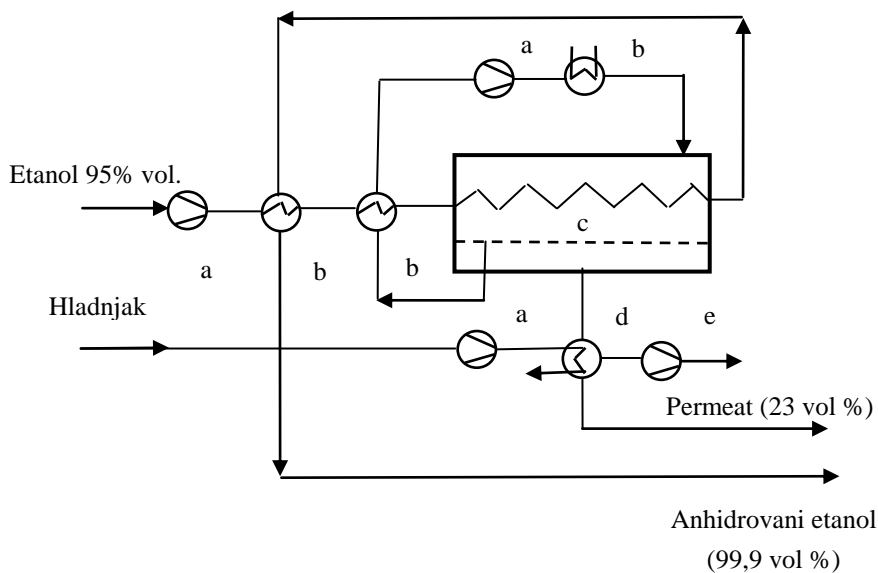 a
b
Etanol 95% vol.
c
a
b
b
Hladnjak
a
d
e
Permeat (23 vol %)
Anhidrovani etanol
(99,9 vol %)